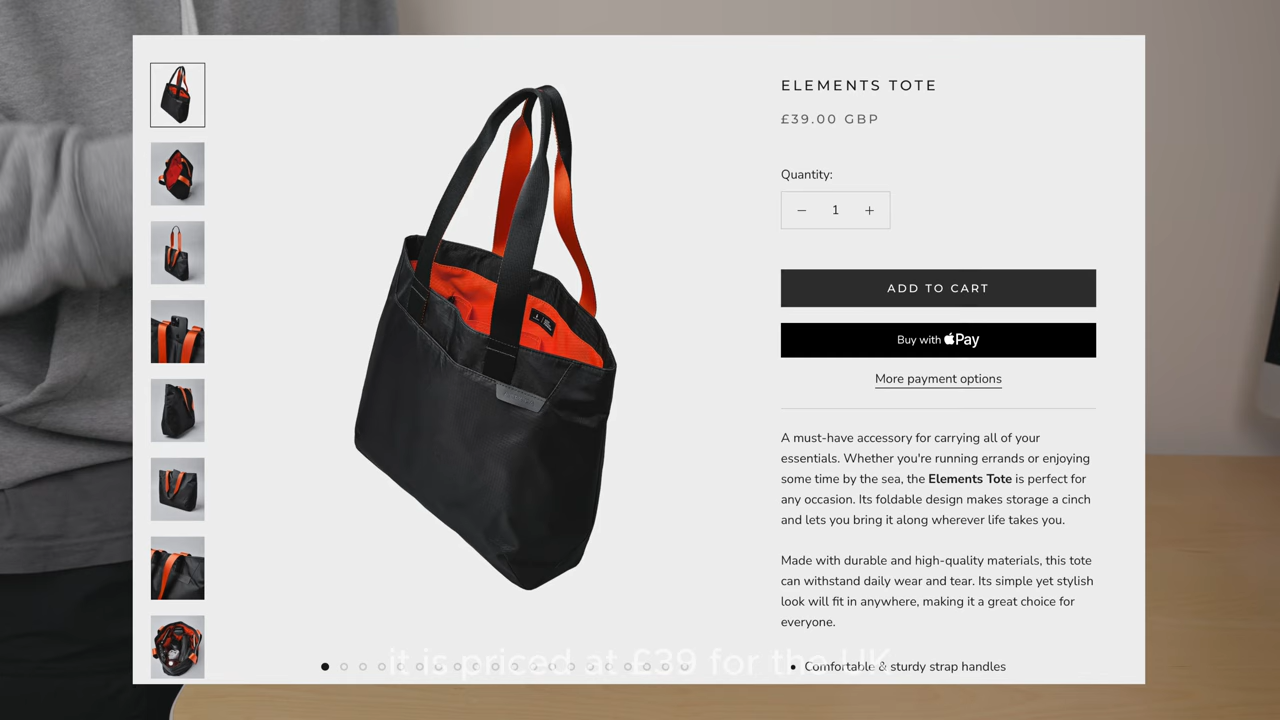 ELEMENTS TOTE
£39.00 GBP
Quantity:
− 1 +
ADD TO CART
Buy with Pay
More payment options
A must-have accessory for carrying all of your
essentials. Whether you're running errands or enjoying
some time by the sea, the Elements Tote is perfect for
any occasion. Its foldable design makes storage a cinch
and lets you bring it along wherever life takes you.
Made with durable and high-quality materials, this tote
can withstand daily wear and tear. Its simple yet stylish
look will fit in anywhere, making it a great choice for
everyone.
• Comfortable & sturdy strap handles
it is priced at £39 for the UK